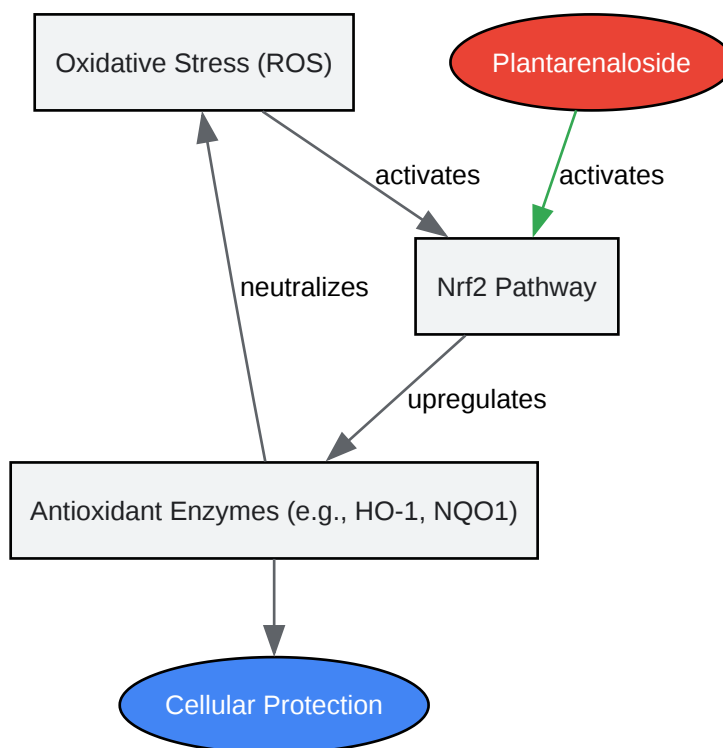 Oxidative Stress (ROS)
Plantarenaloside
activates
activates
Nrf2 Pathway
neutralizes
upregulates
Antioxidant Enzymes (e.g., HO-1, NQO1)
Cellular Protection